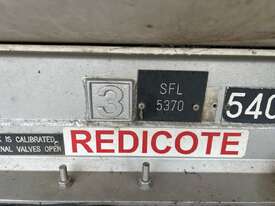 3
SFL
5370
540
K IS CALIBRATED
NAL VALVES OPEN
REDICOTE